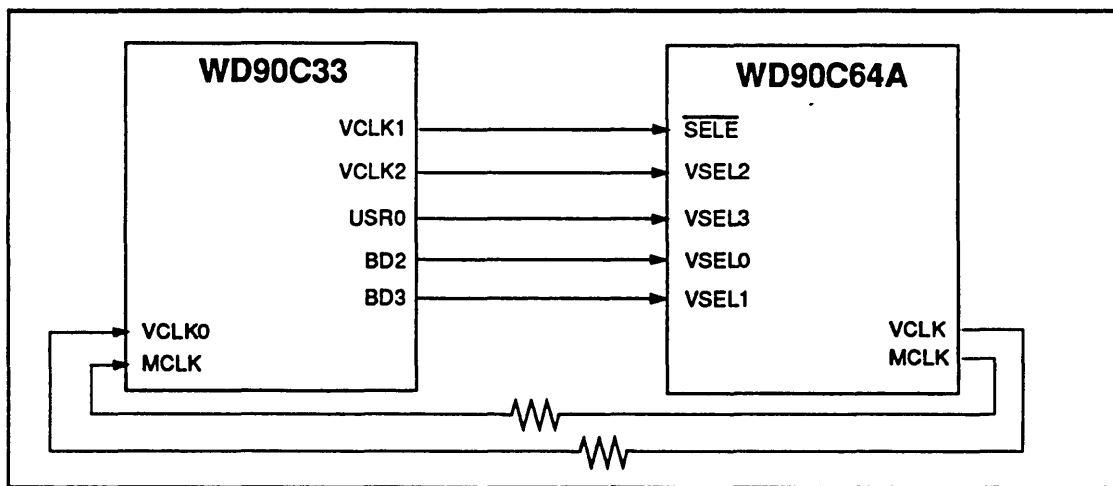 WD90C33
VCLK1
VCLK2
USR0
BD2
BD3
VCLK0
MCLK
WD90C64A
SELE
VSEL2
VSEL3
VSEL0
VSEL1
VCLK
MCLK